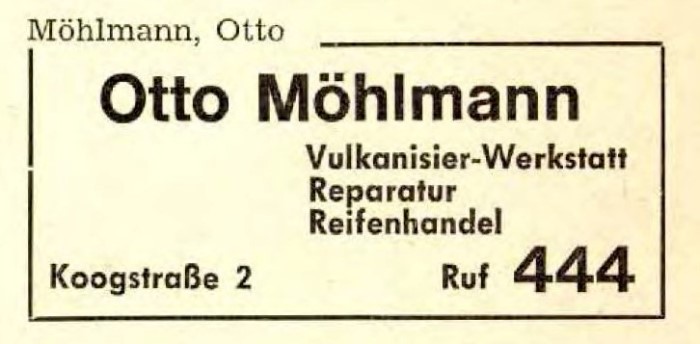 Möhlmann, Otto
Otto Möhlmann
Vulkanisier-Werkstatt
Reparatur
Reifenhandel
Koogstraße 2 Ruf 444